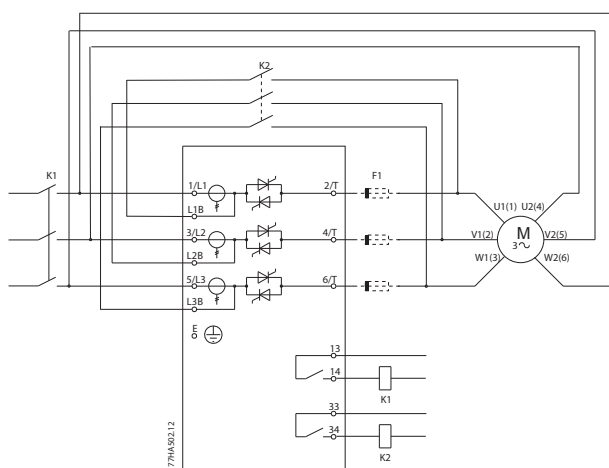 K2
K1
1/L1
2/T
F1
L1B
U1(1)
U2(4)
3/L2
4/T
V1(2)
M
3~
V2(5)
L2B
W1(3)
W2(6)
5/L3
6/T
L3B
E
13
14
K1
33
34
K2
177HA502.12